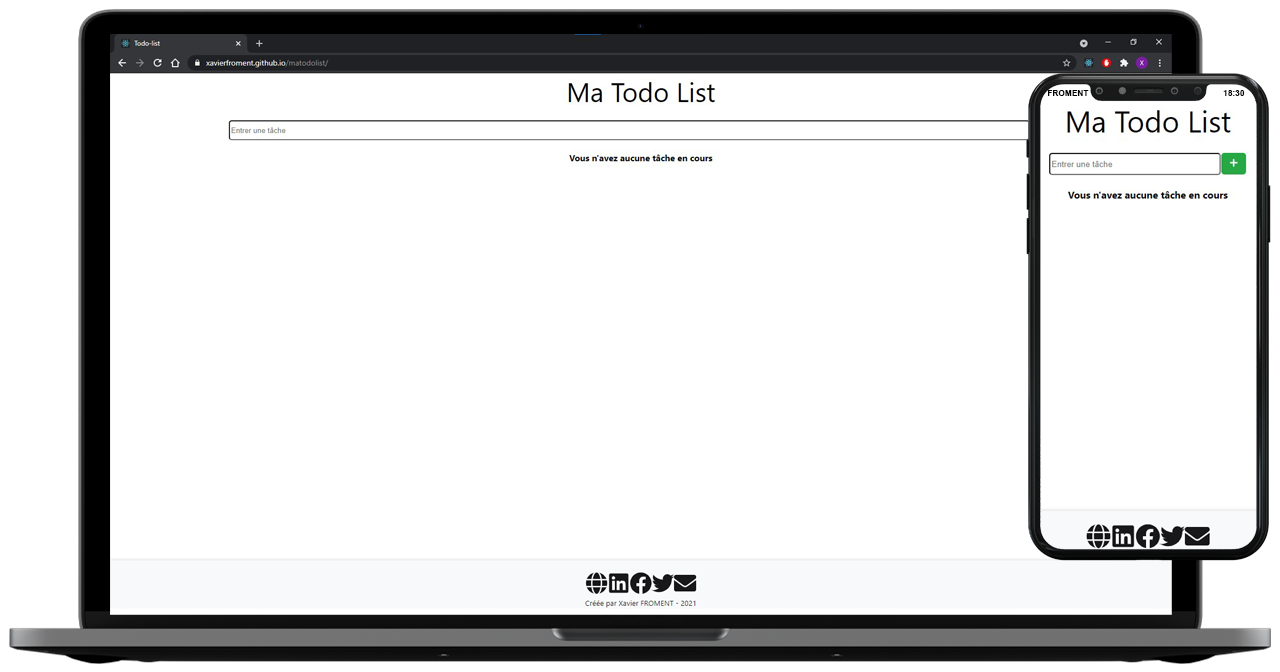 Todo-list
xavierfroment.github.io/matodolist/
X
Ma Todo List
Entrer une tâche
Vous n'avez aucune tâche en cours
Créée par Xavier FROMENT - 2021
FROMENT
18:30
Ma Todo List
Entrer une tâche
+
Vous n'avez aucune tâche en cours